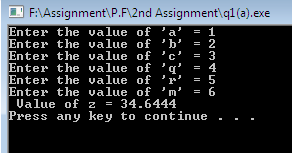 F:\Assignment\P.F\2nd Assignment\q1(a).exe
Enter the value of 'a' = 1
Enter the value of 'b' = 2
Enter the value of 'c' = 3
Enter the value of 'q' = 4
Enter the value of 'r' = 5
Enter the value of 'm' = 6
 Value of z = 34.6444
Press any key to continue . . .